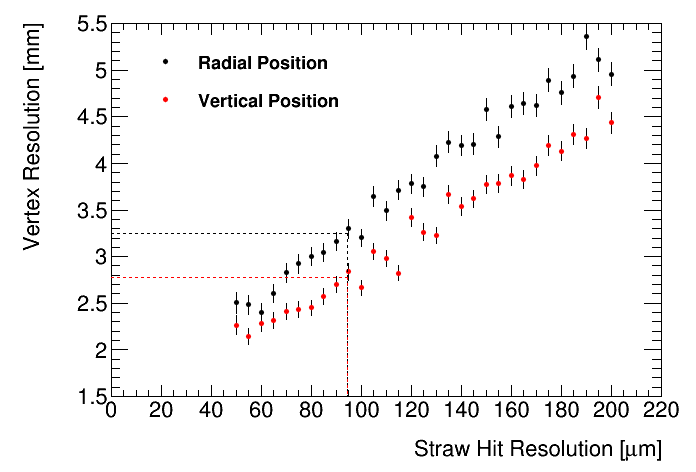 5.5
5
4.5
4
3.5
3
2.5
2
1.5
Vertex Resolution [mm]
Radial Position
Vertical Position
0 20 40 60 80 100 120 140 160 180 200 220
Straw Hit Resolution [μm]